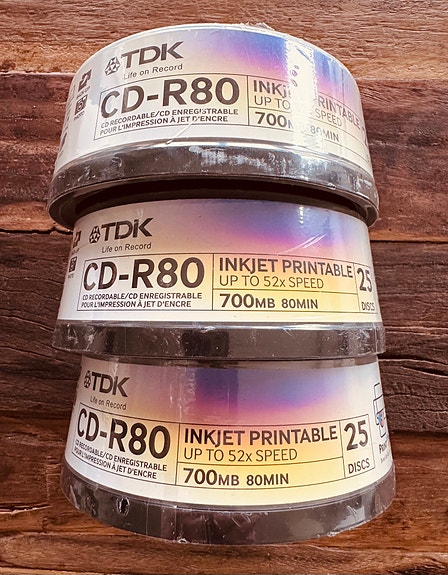 TDK
Life on Record
CD-R80
CD RECORDABLE/CD ENREGISTRABLE
POUR L'IMPRESSION À JET D'ENCRE
INKJET PRINTABLE
UP TO
700MB 80MIN
TDK
Life on Record
CD-R80
CD RECORDABLE/CD ENREGISTRABLE
POUR L'IMPRESSION À JET D'ENCRE
INKJET PRINTABLE
UP TO 52x SPEED
700MB 80MIN
25
DISCS
TDK
Life on Record
CD-R80
CD RECORDABLE/CD ENREGISTRABLE
POUR L'IMPRESSION À JET D'ENCRE
INKJET PRINTABLE
UP TO 52x SPEED
700MB 80MIN
25
DISCS